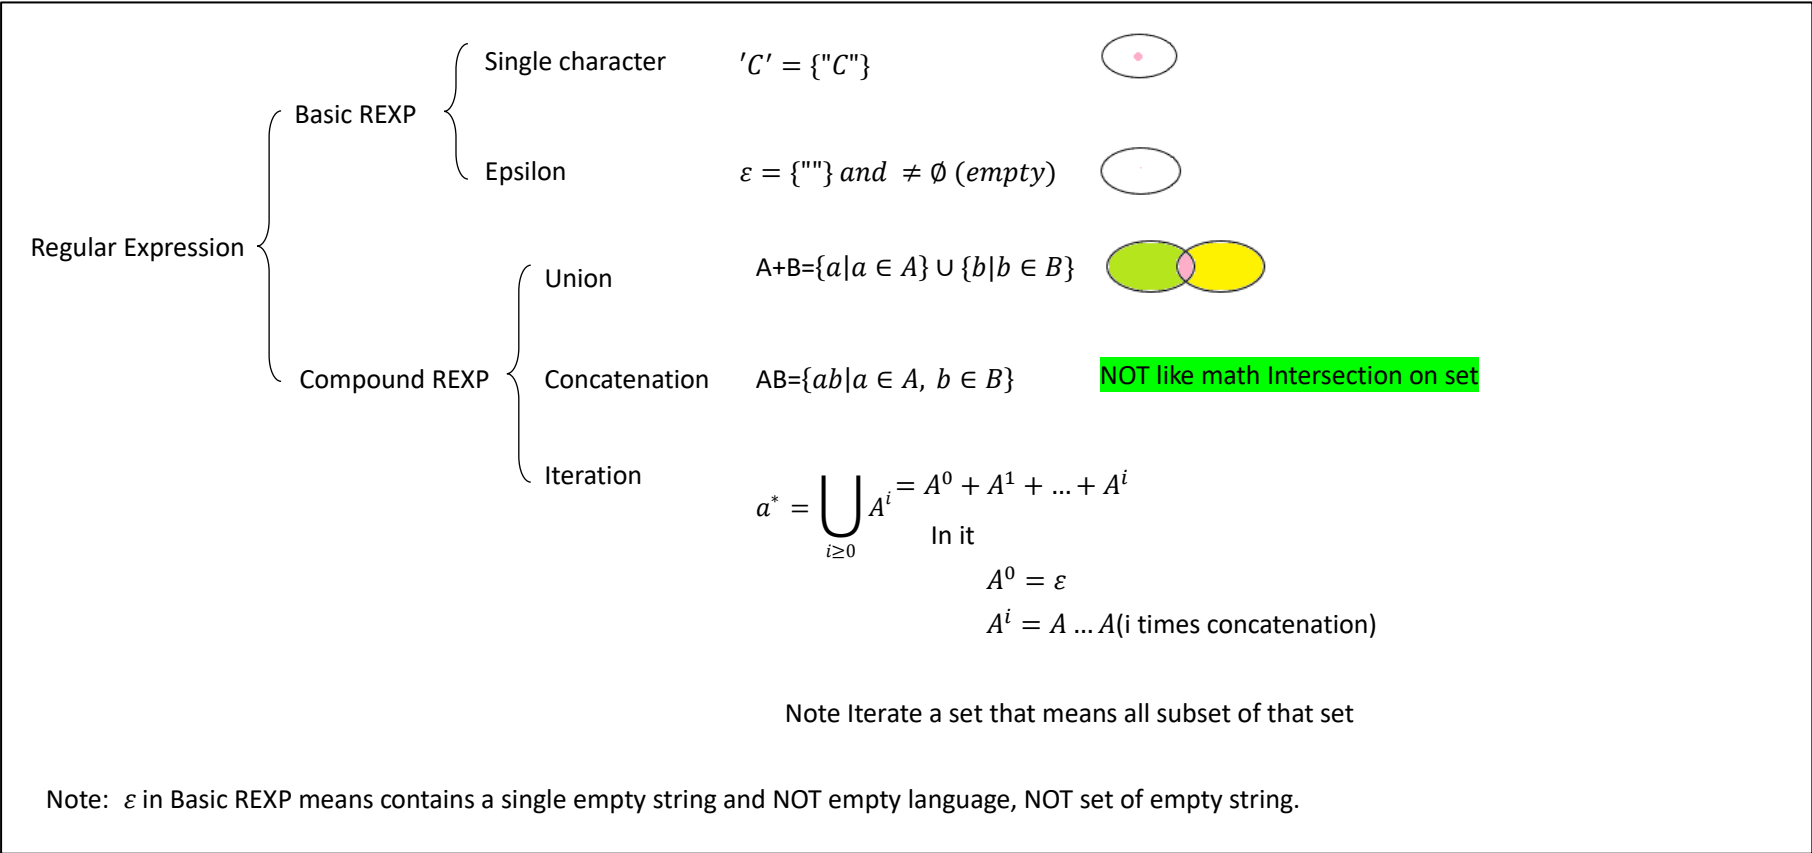 Single character 'C' = {"C"}
Basic REXP
Epsilon ε = {""} and ≠ ∅ (empty)
Regular Expression
Union A+B={a|a ∈ A} ∪ {b|b ∈ B}
Compound REXP Concatenation AB={ab|a ∈ A, b ∈ B} NOT like math Intersection on set
Iteration
a* = ⋃_{i≥0} A^i = A^0 + A^1 + ... + A^i
In it
A^0 = ε
A^i = A ... A(i times concatenation)
Note Iterate a set that means all subset of that set
Note: ε in Basic REXP means contains a single empty string and NOT empty language, NOT set of empty string.